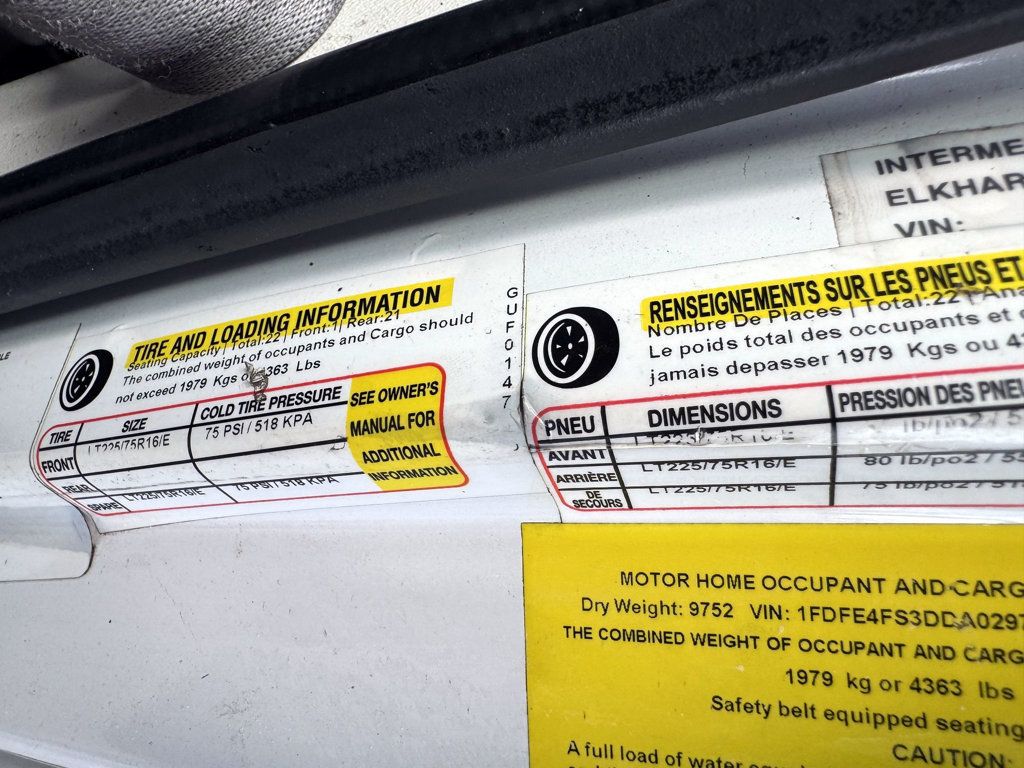 LE
TIRE AND LOADING INFORMATION
Seating Capacity | Total:22 | Front:1| Rear:21
The combined weight of occupants and Cargo should
not exceed 1979 Kgs 4363 Lbs
TIRE SIZE COLD TIRE PRESSURE SEE OWNER'S
MANUAL FOR
ADDITIONAL
INFORMATION
FRONT LT225/75R16/E 75 PSI / 518 KPA
REAR
SPARE LT225/75R16/E 75 PSI / 518 KPA
GUF0147
INTERME
ELKHAR
VIN:
RENSEIGNEMENTS SUR LES PNEUS ET
Nombre De Places | Total:22 |
Le poids total des occupants et
jamais depasser 1979 Kgs ou
PNEU DIMENSIONS PRESSION DES PNEU
AVANT
ARRIÈRE LT225/75R16/E 80 lb/po2 /
DE
SECOURS LT225/75R16/E 75 lb/po2 /
MOTOR HOME OCCUPANT AND CARG
Dry Weight: 9752 VIN: 1FDFE4FS3DDA0297
THE COMBINED WEIGHT OF OCCUPANT AND CARG
1979 kg or 4363 lbs
Safety belt equipped seating
CAUTION:
A full load of water